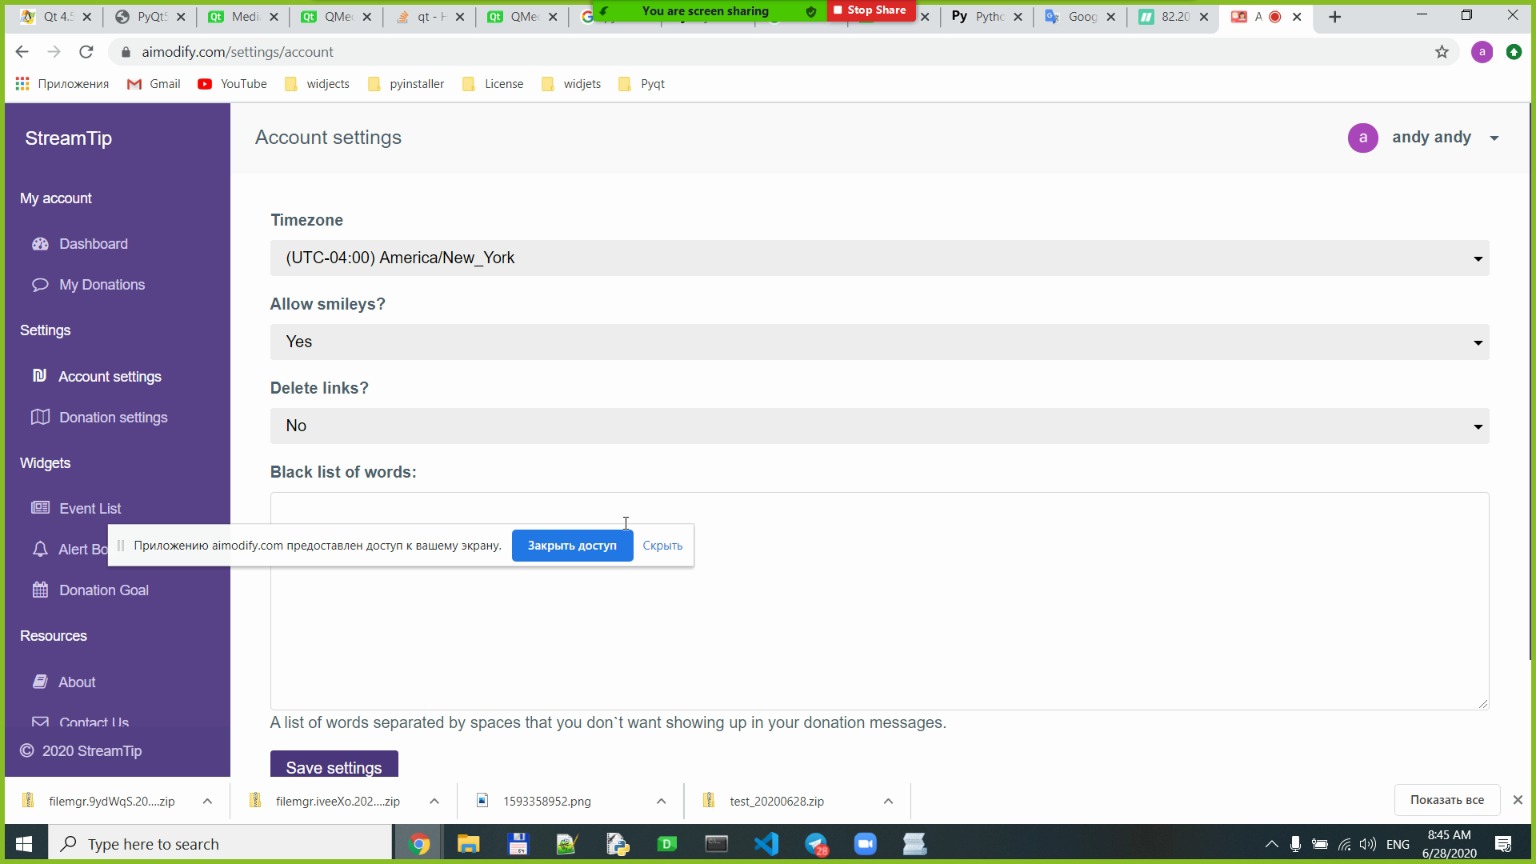 Qt 4.5
PyQt5
Medi
QMe
qt - H
QMe
You are screen sharing
Stop Share
Pytho
Goog
82.20
A
aimodify.com/settings/account
a
Приложения
Gmail
YouTube
widjects
pyinstaller
License
widjets
Pyqt
StreamTip
Account settings
a
andy andy
My account
Dashboard
My Donations
Settings
Account settings
Donation settings
Widgets
Event List
Alert Bo
Donation Goal
Resources
About
Contact Us
© 2020 StreamTip
Timezone
(UTC-04:00) America/New_York
Allow smileys?
Yes
Delete links?
No
Black list of words:
Приложению aimodify.com предоставлен доступ к вашему экрану.
Закрыть доступ
Скрыть
A list of words separated by spaces that you don`t want showing up in your donation messages.
Save settings
filemgr.9ydWqS.20....zip
filemgr.iveeXo.202....zip
1593358952.png
test_20200628.zip
Показать все
Type here to search
28
ENG
8:45 AM
6/28/2020